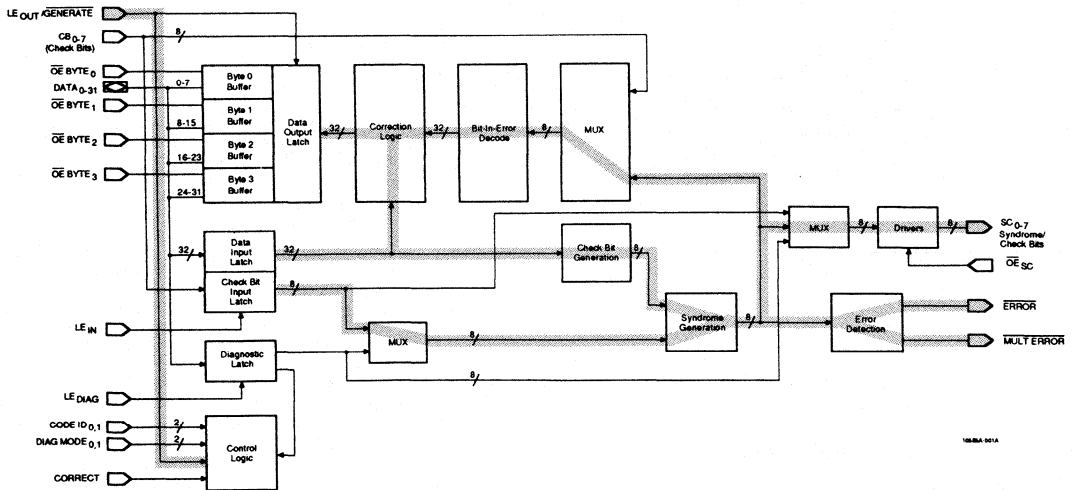 LE OUT /GENERATE
CB 0-7
(Check Bits)
8
OE BYTE 0
DATA 0-31
OE BYTE 1
OE BYTE 2
OE BYTE 3
0-7
8-15
16-23
24-31
Byte 0
Buffer
Byte 1
Buffer
Byte 2
Buffer
Byte 3
Buffer
Data
Output
Latch
32
Correction
Logic
32
Bit-In-Error
Decode
8
MUX
MUX
8
Drivers
8
SC 0-7
Syndrome/
Check Bits
OE SC
32
Data
Input
Latch
32
Check Bit
Generation
8
Check Bit
Input
Latch
8
LE IN
MUX
8
Syndrome
Generation
8
Error
Detection
ERROR
MULT ERROR
Diagnostic
Latch
8
LE DIAG
CODE ID 0,1
2
DIAG MODE 0,1
2
Control
Logic
CORRECT